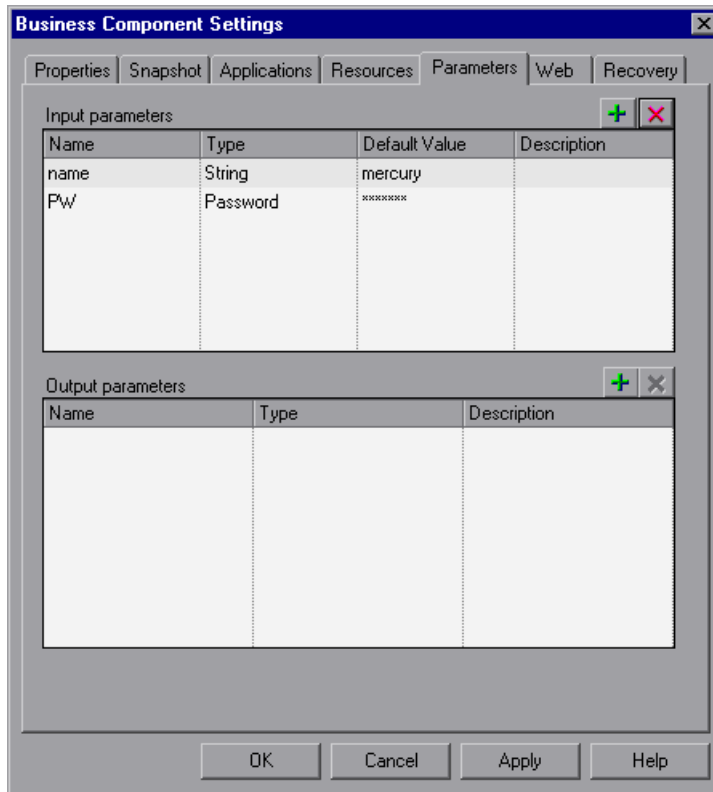 Business Component Settings
Properties Snapshot Applications Resources Parameters Web Recovery
Input parameters
Name Type Default Value Description
name String mercury
PW Password *******
Output parameters
Name Type Description
OK Cancel Apply Help